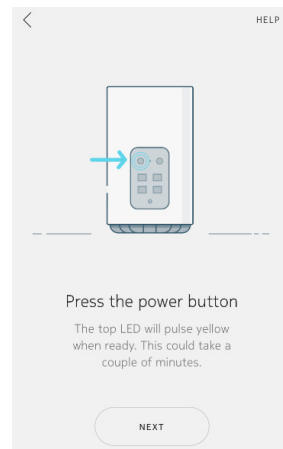 HELP
Press the power button
The top LED will pulse yellow
when ready. This could take a
couple of minutes.
NEXT